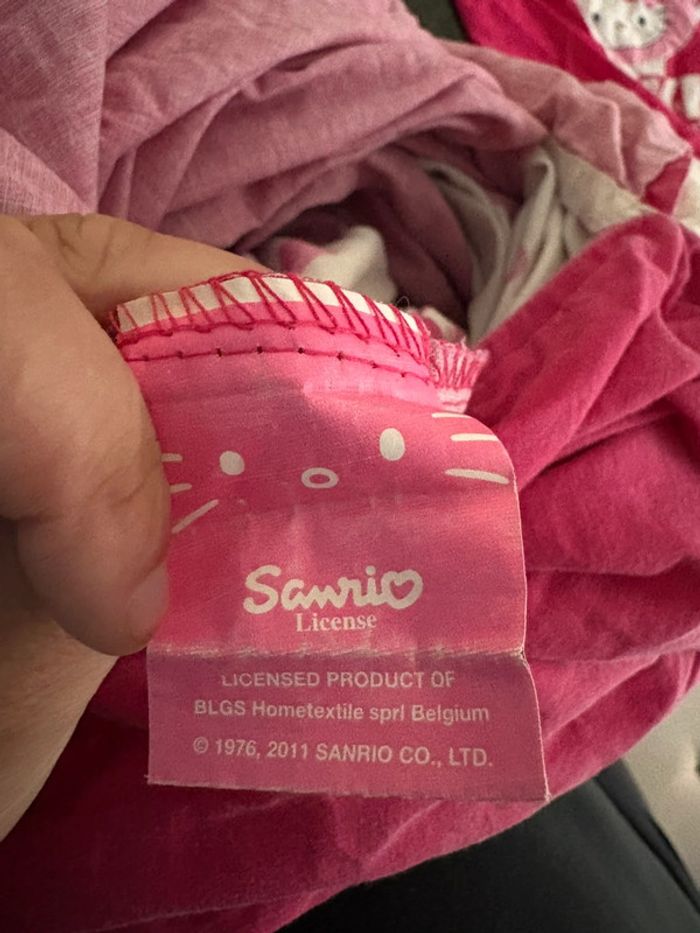 Sanrio
License
LICENSED PRODUCT OF
BLGS Hometextile sprl Belgium
© 1976, 2011 SANRIO CO., LTD.